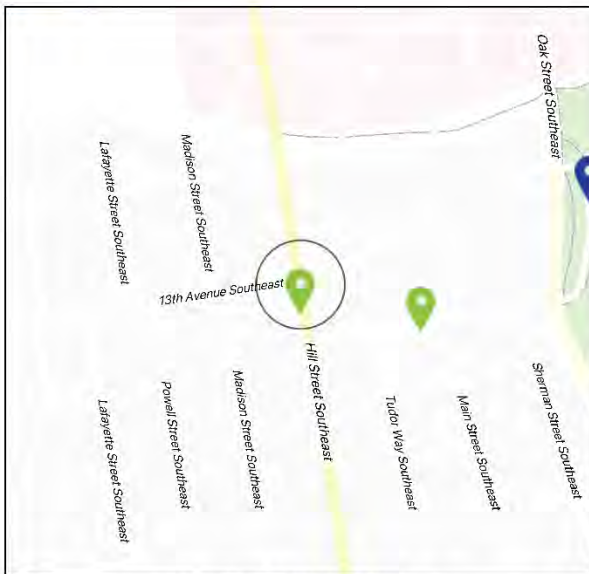 Oak Street Southeast
Madison Street Southeast
Lafayette Street Southeast
13th Avenue Southeast
Hill Street Southeast
Sherman Street Southeast
Madison Street Southeast
Powell Street Southeast
Tudor Way Southeast
Main Street Southeast
Lafayette Street Southeast